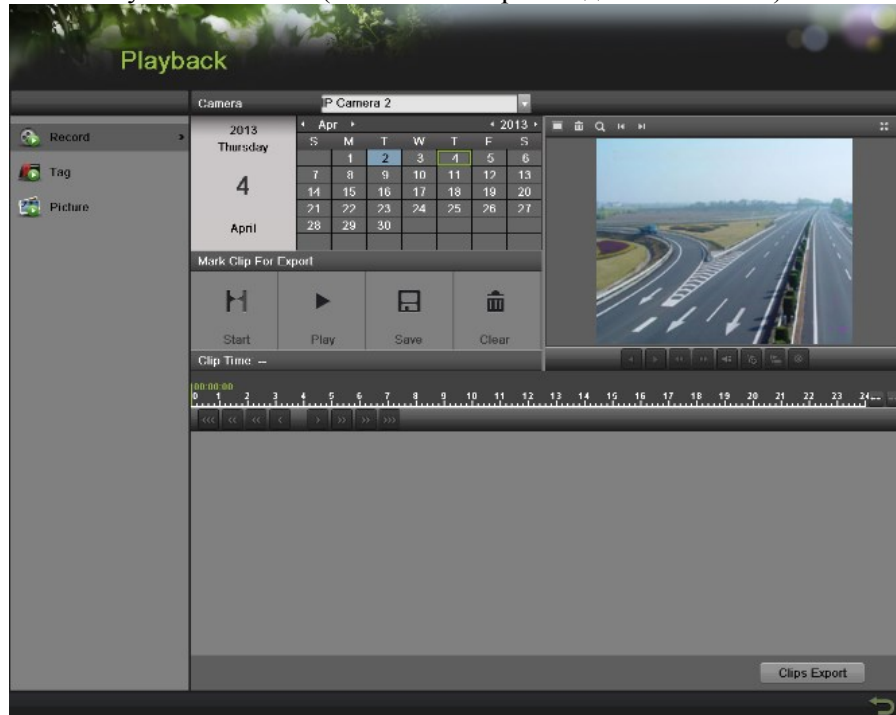 Playback
Camera IP Camera 2
Record
Tag
Picture
2013
Thursday
4
April
Apr 2013
S M T W T F S
1 2 3 4 5 6
7 8 9 10 11 12 13
14 15 16 17 18 19 20
21 22 23 24 25 26 27
28 29 30
Mark Clip For Export
Start Play Save Clear
Clip Time --
00:00:00
0 1 2 3 4 5 6 7 8 9 10 11 12 13 14 15 16 17 18 19 20 21 22 23 24
Clips Export